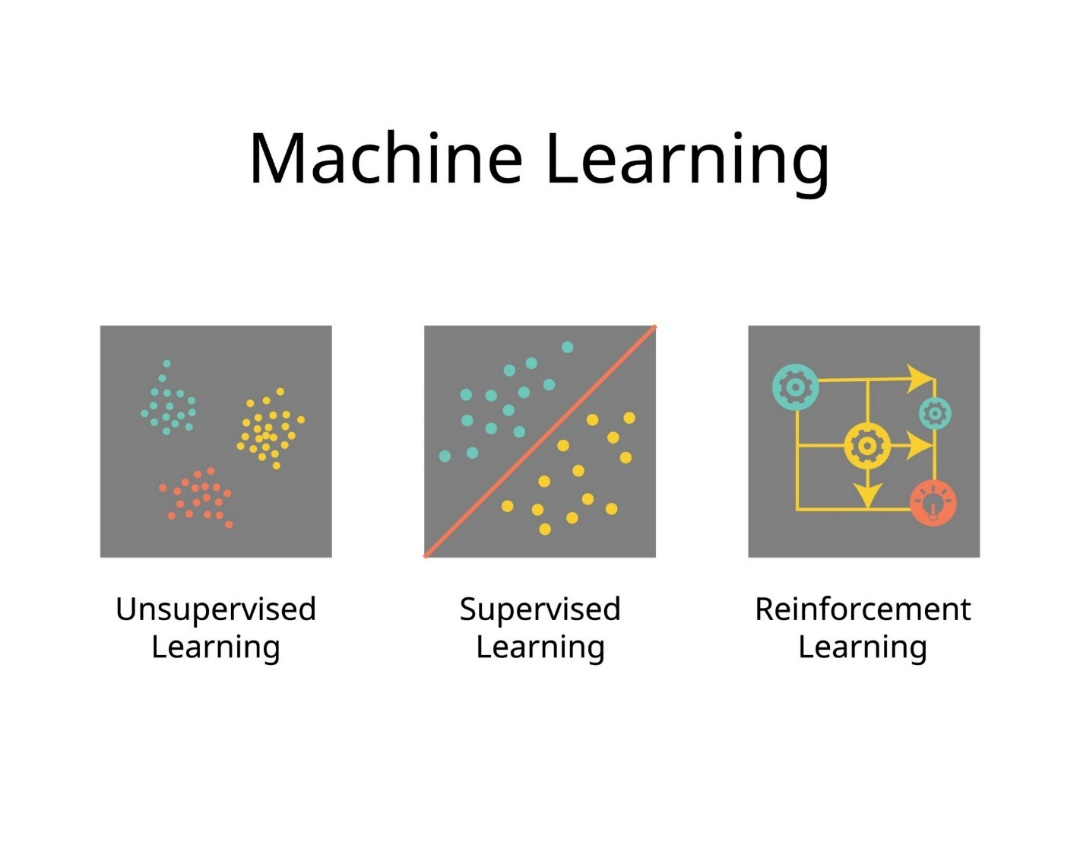 Machine Learning
Unsupervised
Learning
Supervised
Learning
Reinforcement
Learning